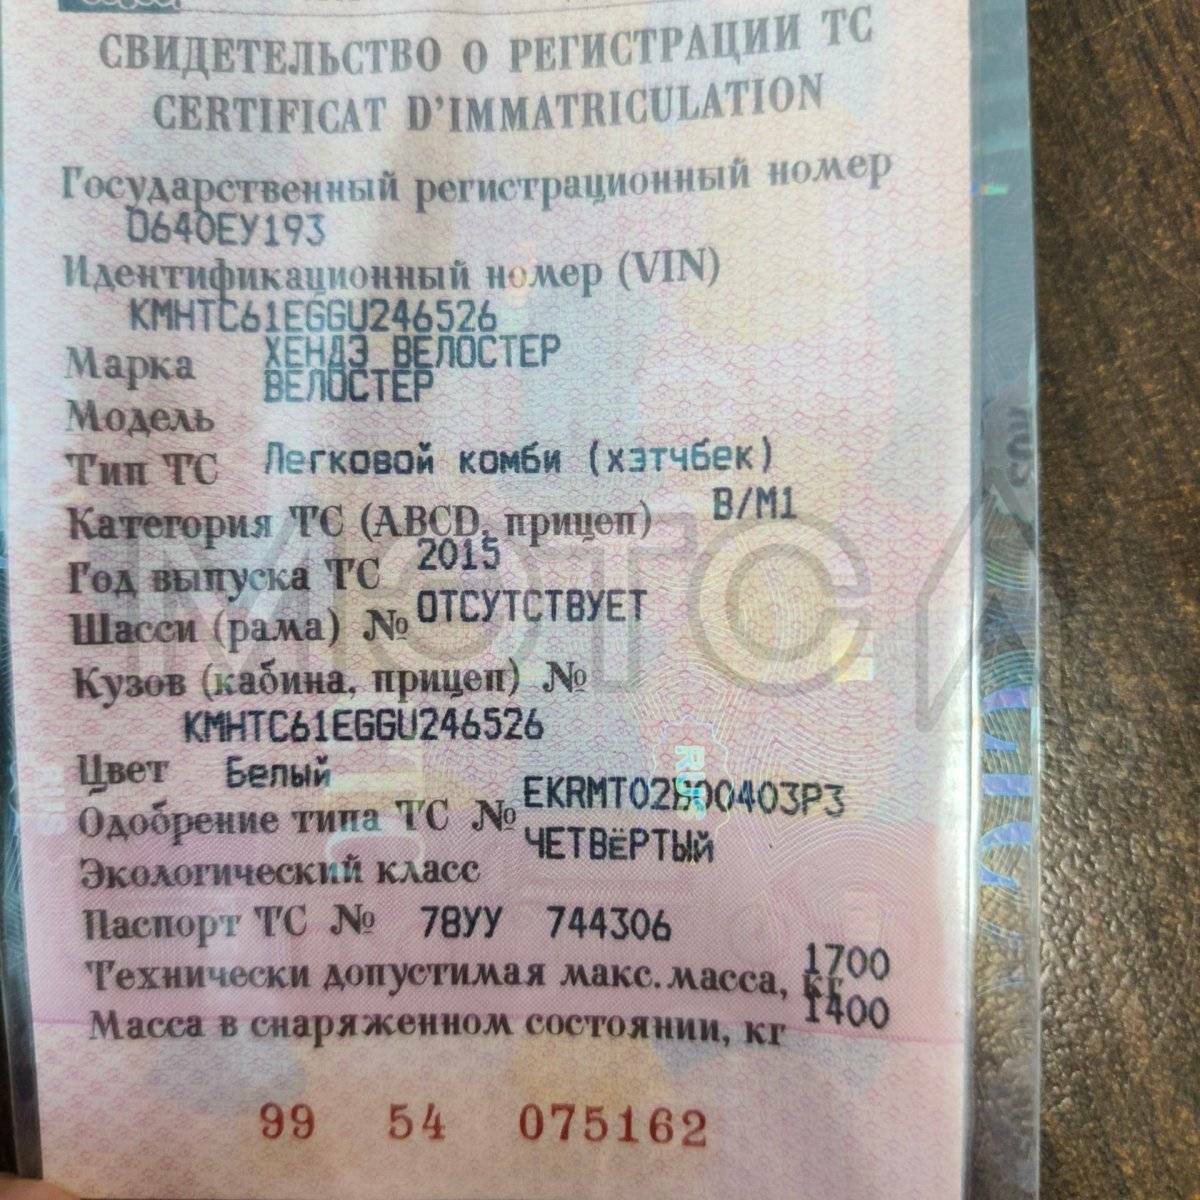 СВИДЕТЕЛЬСТВО О РЕГИСТРАЦИИ ТС
CERTIFICAT D'IMMATRICULATION
Государственный регистрационный номер
О640ЕУ193
Идентификационный номер (VIN)
KMHTC61EGGU246526
Марка ХЕНДЭ ВЕЛОСТЕР
Модель ВЕЛОСТЕР
Тип ТС Легковой комби (хэтчбек)
Категория ТС (ABCD, прицеп) B/M1
Год выпуска ТС 2015
Шасси (рама) № ОТСУТСТВУЕТ
Кузов (кабина, прицеп) №
KMHTC61EGGU246526
Цвет Белый
Одобрение типа ТС №
Экологический класс ЧЕТВЁРТЫЙ
Паспорт ТС № 78УУ 744306
Технически допустимая макс. масса, кг 1700
Масса в снаряженном состоянии, кг 1400
99 54 075162
RUS